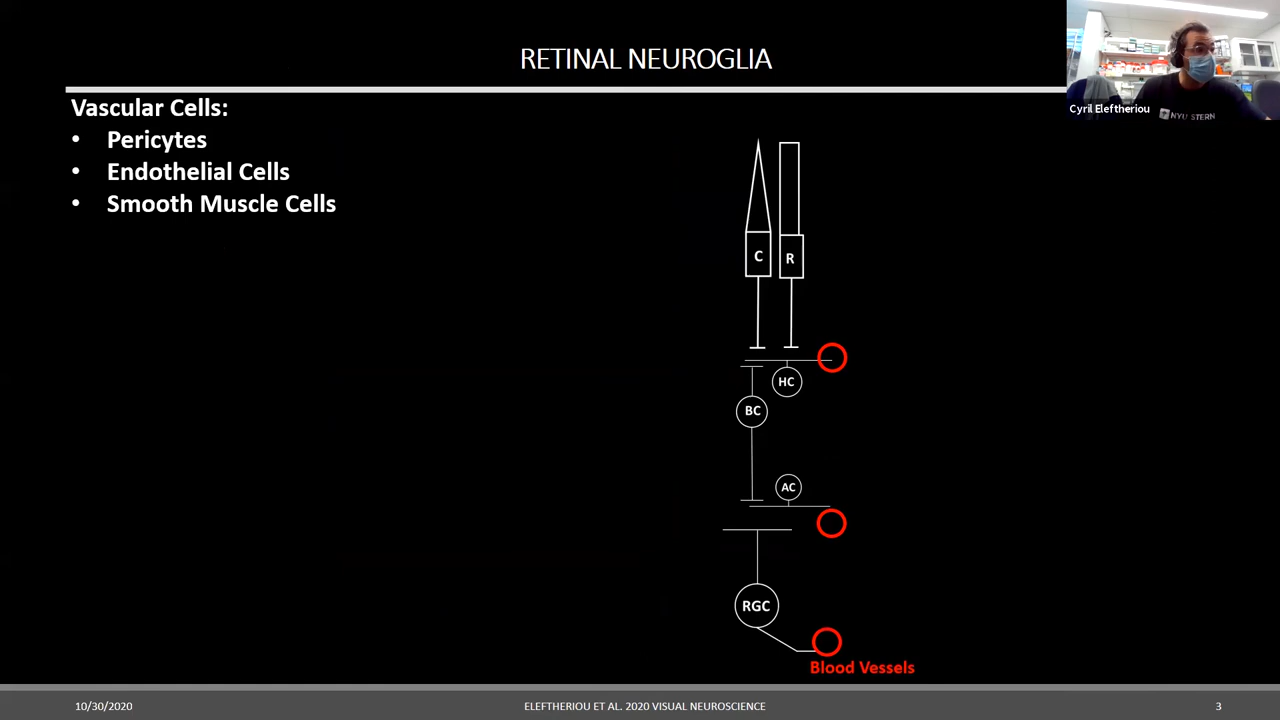 RETINAL NEUROGLIA
Cyril Eleftheriou
NYU STERN
Vascular Cells:
• Pericytes
• Endothelial Cells
• Smooth Muscle Cells
C
R
HC
BC
AC
RGC
Blood Vessels
10/30/2020
ELEFTHERIOU ET AL. 2020 VISUAL NEUROSCIENCE
3